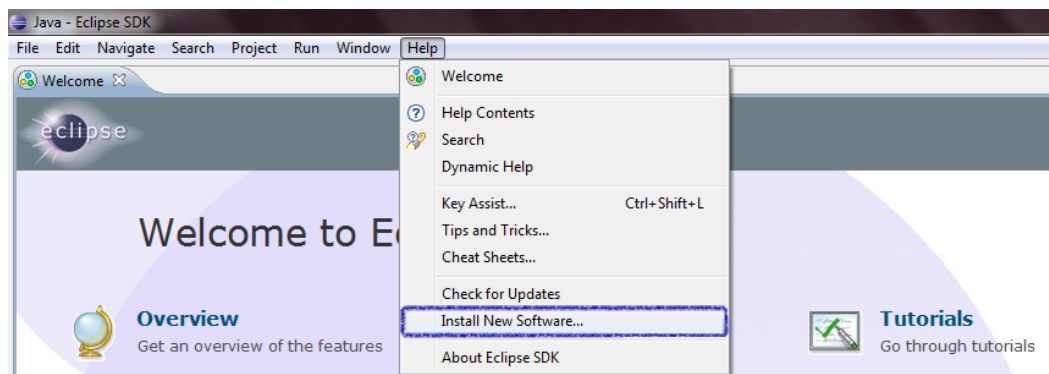 Java - Eclipse SDK
File Edit Navigate Search Project Run Window Help
Welcome
eclipse
Welcome
Help Contents
Search
Dynamic Help
Key Assist... Ctrl+Shift+L
Tips and Tricks...
Cheat Sheets...
Check for Updates
Install New Software...
About Eclipse SDK
Welcome to Ec
Overview
Get an overview of the features
Tutorials
Go through tutorials